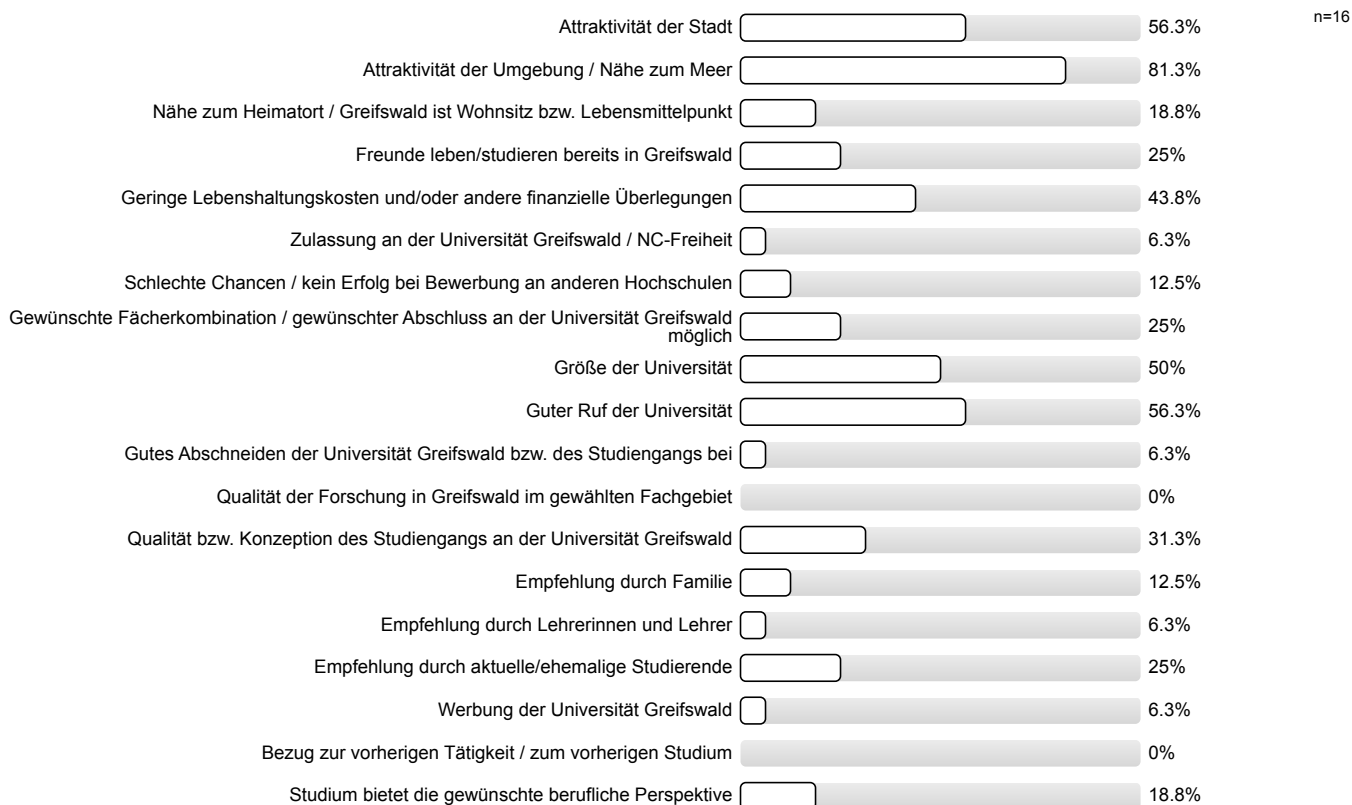 n=16
Attraktivität der Stadt 56.3%
Attraktivität der Umgebung / Nähe zum Meer 81.3%
Nähe zum Heimatort / Greifswald ist Wohnsitz bzw. Lebensmittelpunkt 18.8%
Freunde leben/studieren bereits in Greifswald 25%
Geringe Lebenshaltungskosten und/oder andere finanzielle Überlegungen 43.8%
Zulassung an der Universität Greifswald / NC-Freiheit 6.3%
Schlechte Chancen / kein Erfolg bei Bewerbung an anderen Hochschulen 12.5%
Gewünschte Fächerkombination / gewünschter Abschluss an der Universität Greifswald
möglich 25%
Größe der Universität 50%
Guter Ruf der Universität 56.3%
Gutes Abschneiden der Universität Greifswald bzw. des Studiengangs bei 6.3%
Qualität der Forschung in Greifswald im gewählten Fachgebiet 0%
Qualität bzw. Konzeption des Studiengangs an der Universität Greifswald 31.3%
Empfehlung durch Familie 12.5%
Empfehlung durch Lehrerinnen und Lehrer 6.3%
Empfehlung durch aktuelle/ehemalige Studierende 25%
Werbung der Universität Greifswald 6.3%
Bezug zur vorherigen Tätigkeit / zum vorherigen Studium 0%
Studium bietet die gewünschte berufliche Perspektive 18.8%